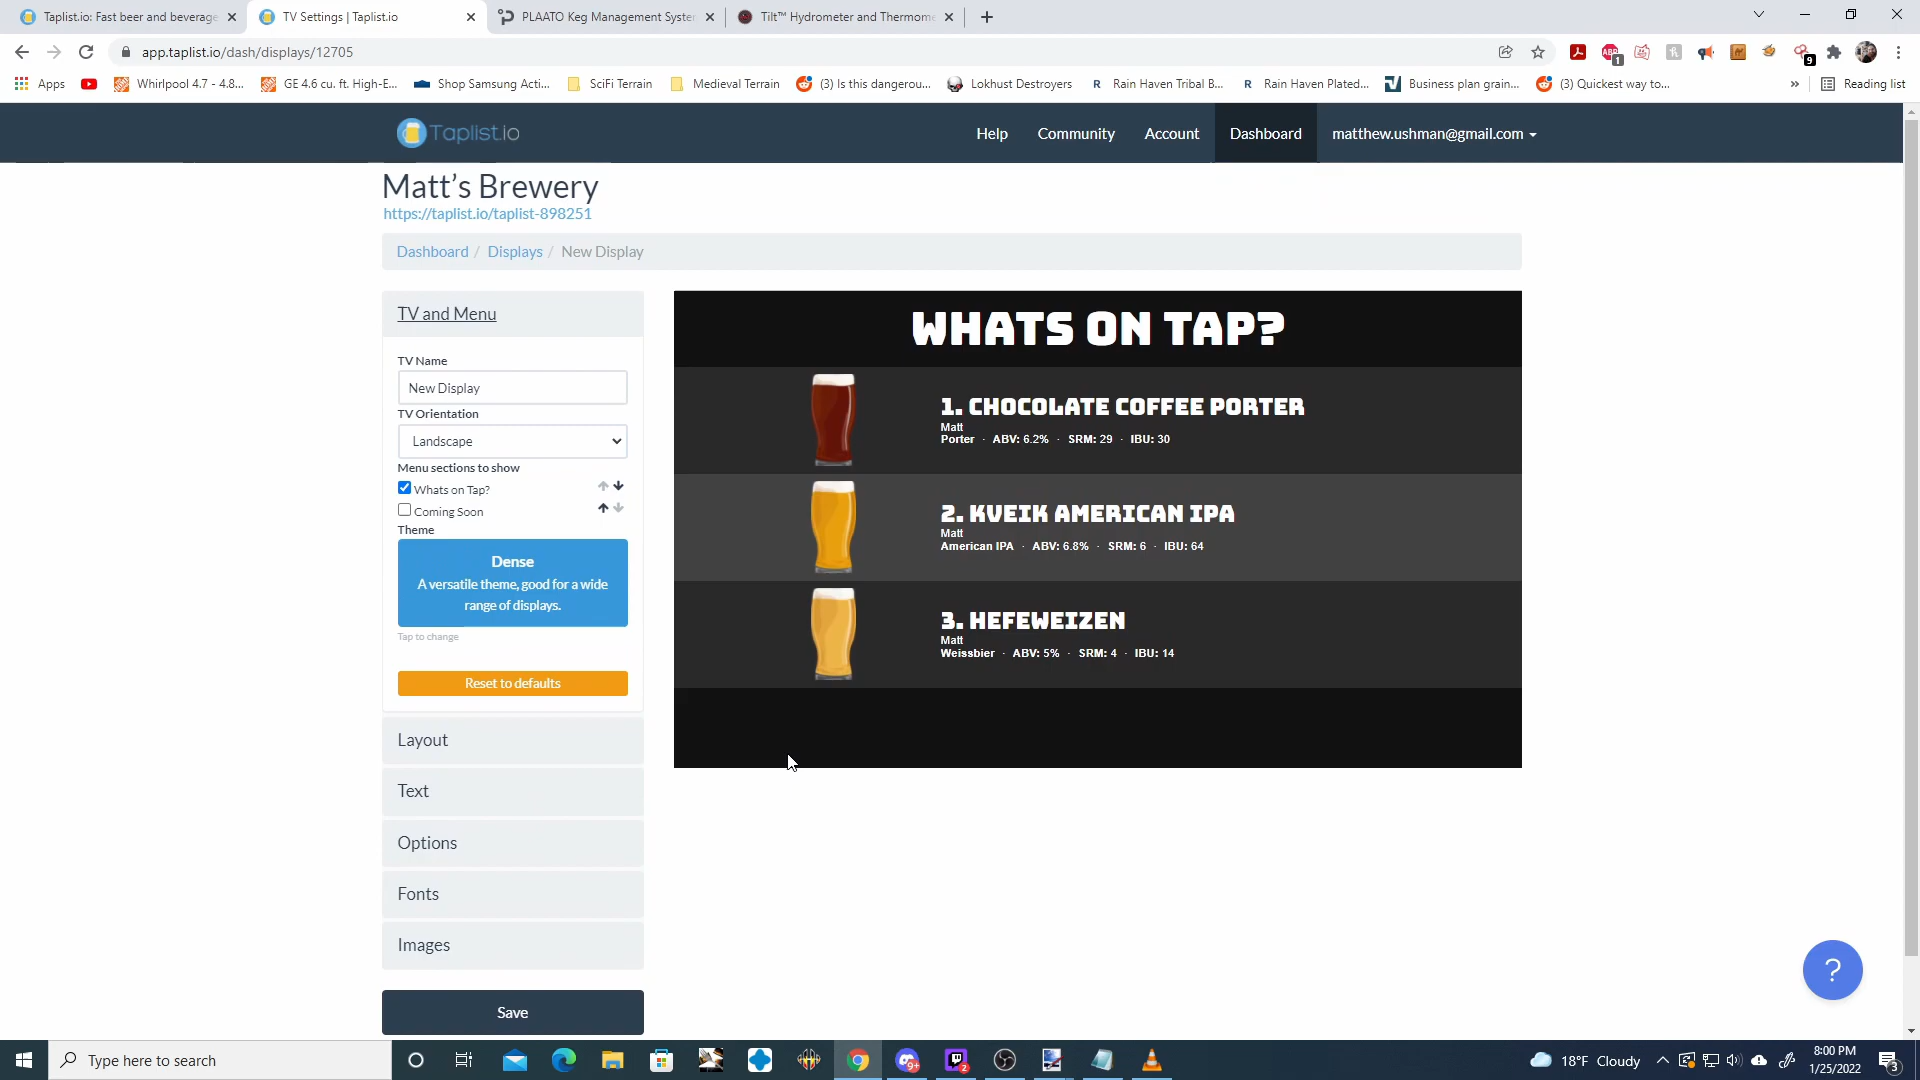 Taplist.io: Fast beer and beverage
TV Settings | Taplist.io
PLAATO Keg Management System
Tilt™ Hydrometer and Thermome
app.taplist.io/dash/displays/12705
Apps
Whirlpool 4.7 - 4.8...
GE 4.6 cu. ft. High-E...
Shop Samsung Acti...
SciFi Terrain
Medieval Terrain
(3) Is this dangerou...
Lokhust Destroyers
Rain Haven Tribal B...
Rain Haven Plated...
Business plan grain...
(3) Quickest way to...
»
Reading list
Taplist.io
Help
Community
Account
Dashboard
matthew.ushman@gmail.com
Matt’s Brewery
https://taplist.io/taplist-898251
Dashboard / Displays / New Display
TV and Menu
TV Name
New Display
TV Orientation
Landscape
Menu sections to show
Whats on Tap?
Coming Soon
Theme
Dense
A versatile theme, good for a wide
range of displays.
Tap to change
Reset to defaults
Layout
Text
Options
Fonts
Images
Save
WHATS ON TAP?
1. CHOCOLATE COFFEE PORTER
Matt
Porter · ABV: 6.2% · SRM: 29 · IBU: 30
2. KVEIK AMERICAN IPA
Matt
American IPA · ABV: 6.8% · SRM: 6 · IBU: 64
3. HEFEWEIZEN
Matt
Weissbier · ABV: 5% · SRM: 4 · IBU: 14
?
Type here to search
18°F Cloudy
8:00 PM
1/25/2022
3